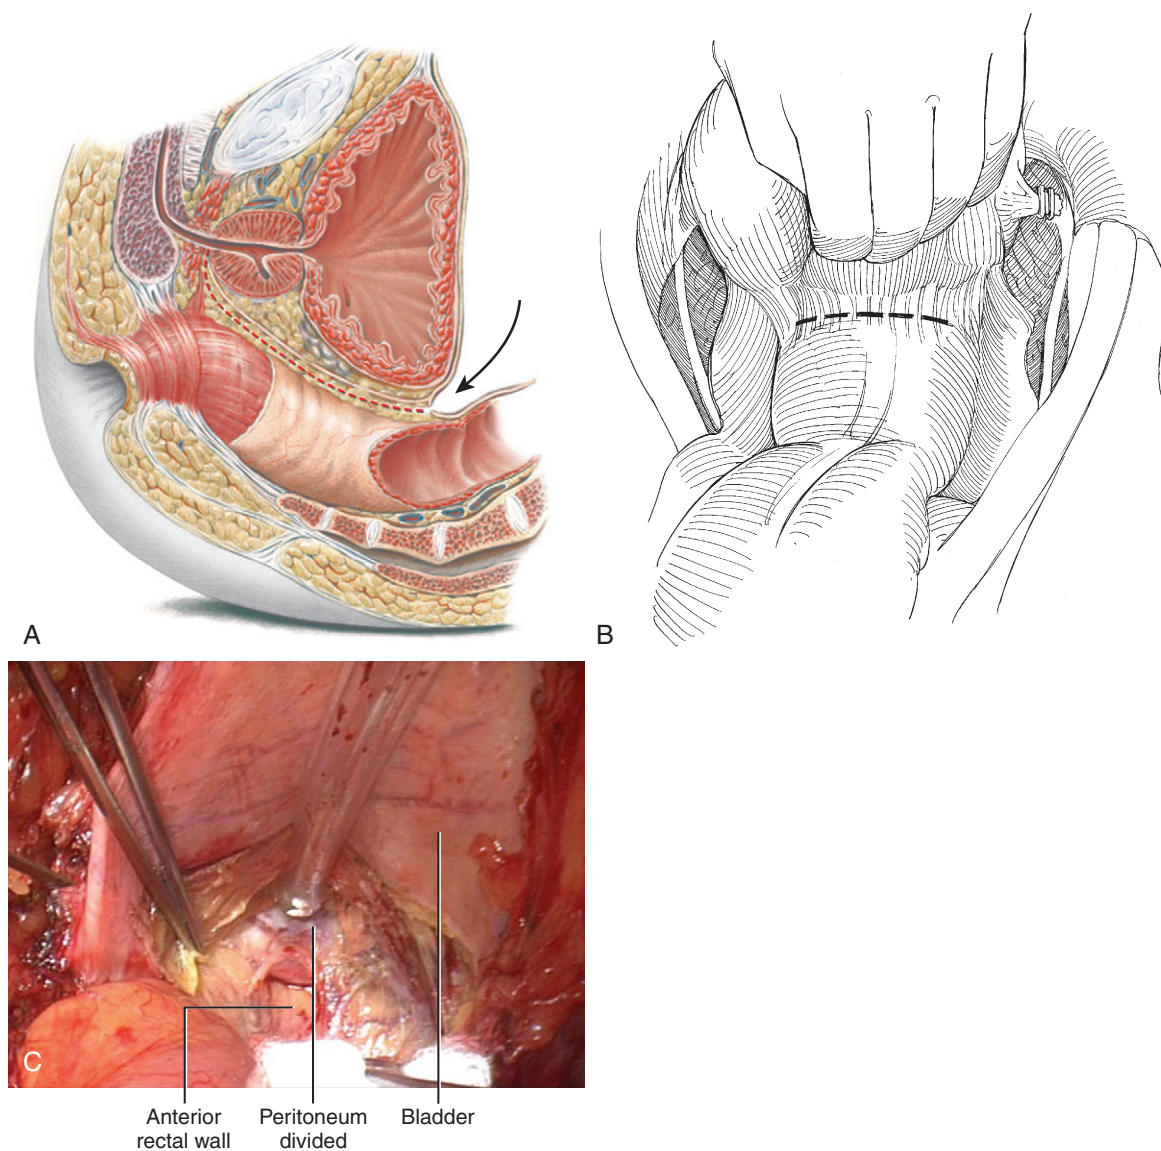 A
B
C
Anterior
rectal wall
Peritoneum
divided
Bladder